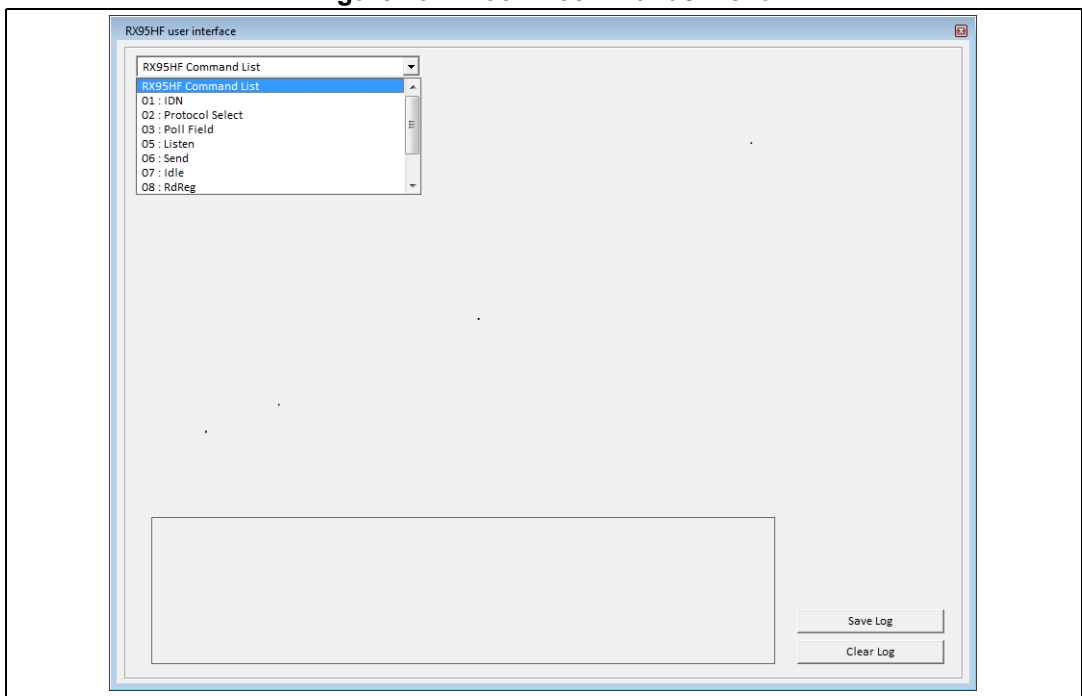 RX95HF user interface
RX95HF Command List
RX95HF Command List
01 : IDN
02 : Protocol Select
03 : Poll Field
05 : Listen
06 : Send
07 : Idle
08 : RdReg
Save Log
Clear Log